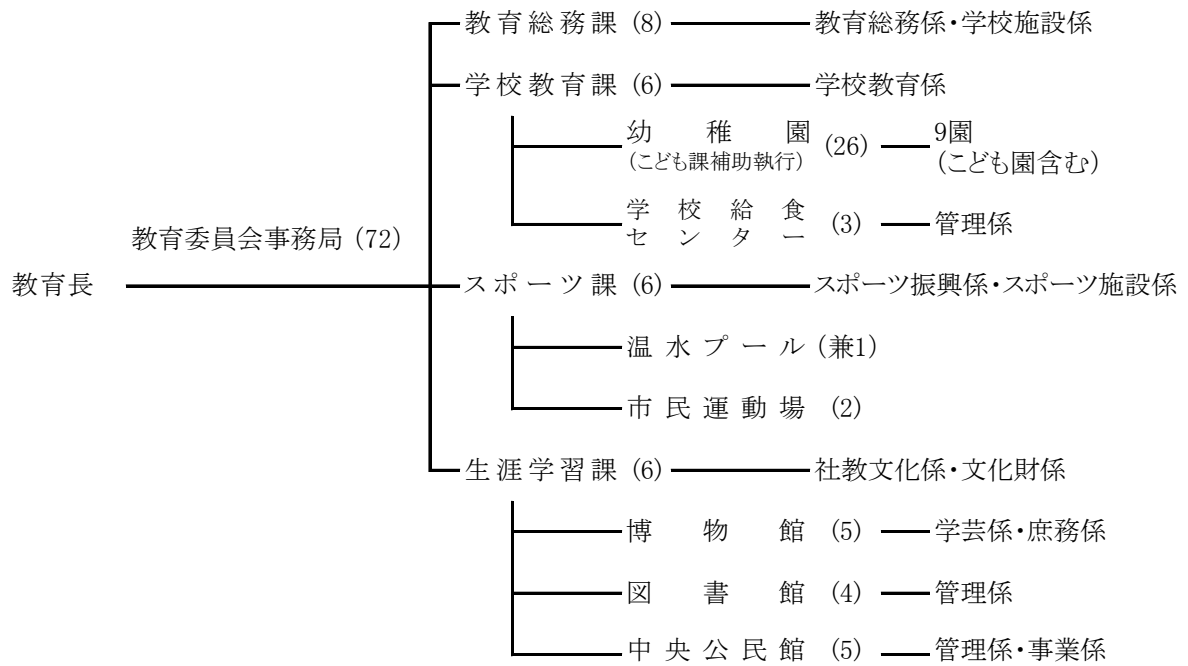 教育総務課 (8) 教育総務係・学校施設係
学校教育課 (6) 学校教育係
幼稚園 (26) 9園
(こども課補助執行) (こども園含む)
学校給食
センター (3) 管理係
教育委員会事務局 (72)
教育長 スポーツ課 (6) スポーツ振興係・スポーツ施設係
温水プール (兼1)
市民運動場 (2)
生涯学習課 (6) 社教文化係・文化財係
博物館 (5) 学芸係・庶務係
図書館 (4) 管理係
中央公民館 (5) 管理係・事業係